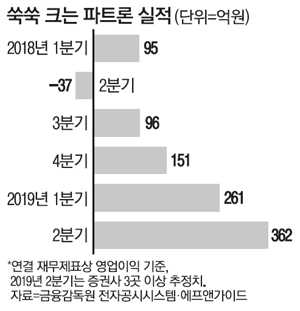 쑥쑥 크는 파트론 실적(단위=억원)
2018년 1분기 95
-37 2분기
3분기 96
4분기 151
2019년 1분기 261
2분기 362
*연결 재무제표상 영업이익 기준,
2019년 2분기는 증권사 3곳 이상 추정치.
자료=금융감독원 전자공시시스템·에프앤가이드